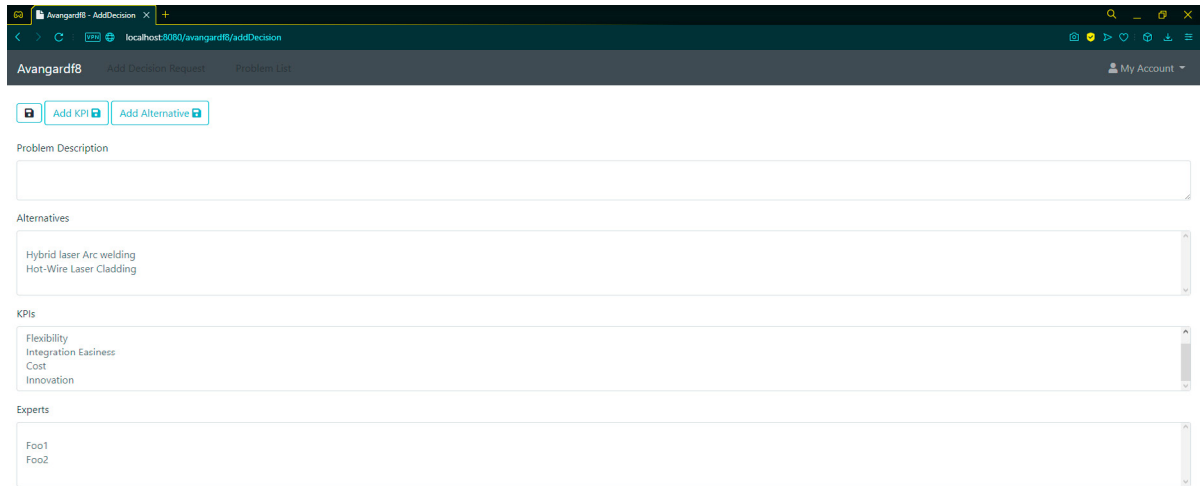 Avangardf8 - AddDecision
VPN localhost:8080/avangardf8/addDecision
Avangardf8 Add Decision Request Problem List My Account
Add KPI Add Alternative
Problem Description
Alternatives
Hybrid laser Arc welding
Hot-Wire Laser Cladding
KPIs
Flexibility
Integration Easiness
Cost
Innovation
Experts
Foo1
Foo2